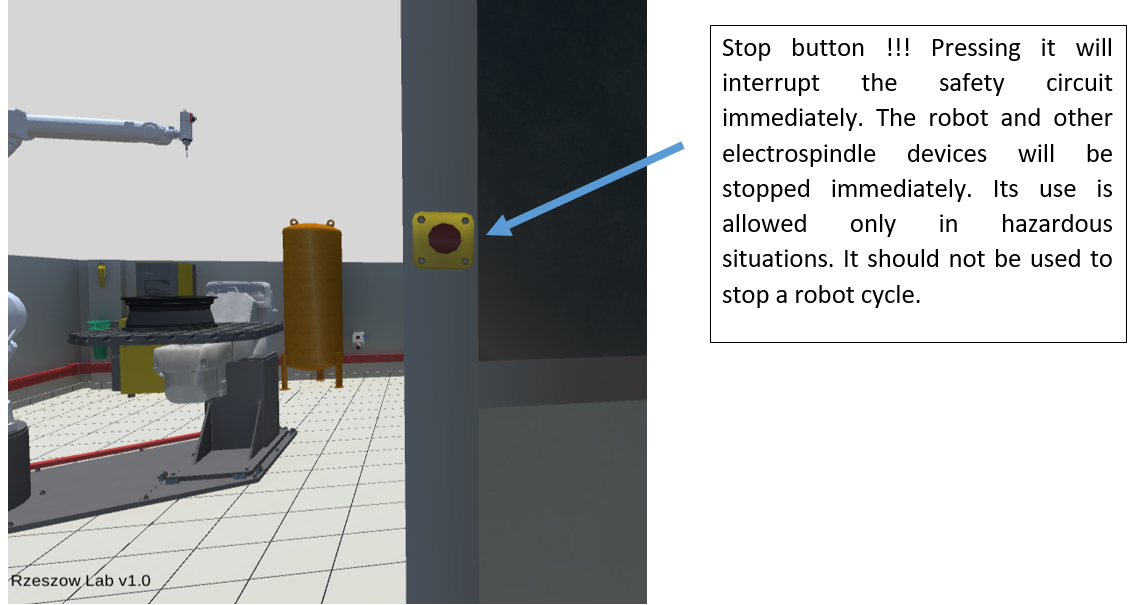 Stop button !!! Pressing it will
interrupt the safety circuit
immediately. The robot and other
electrospindle devices will be
stopped immediately. Its use is
allowed only in hazardous
situations. It should not be used to
stop a robot cycle.
Rzeszow Lab v1.0